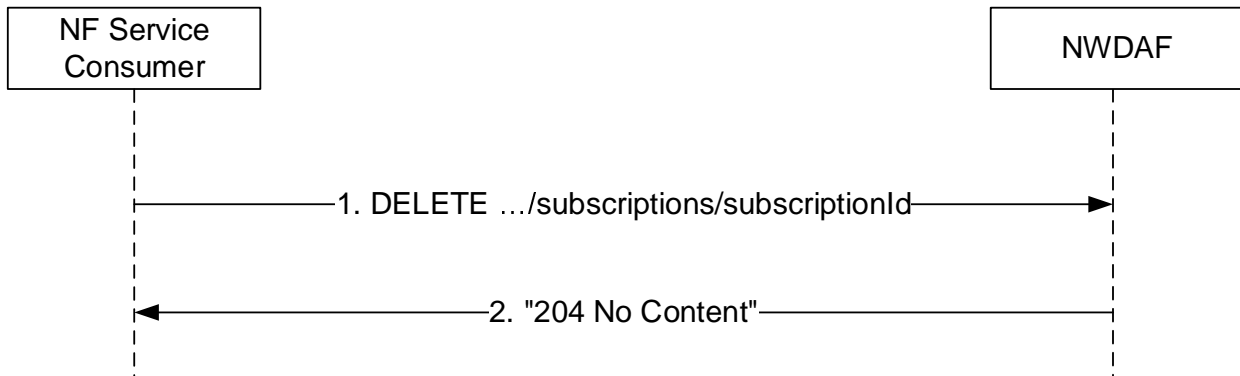 NF Service
Consumer
NWDAF
1. DELETE …/subscriptions/subscriptionId
2. "204 No Content"